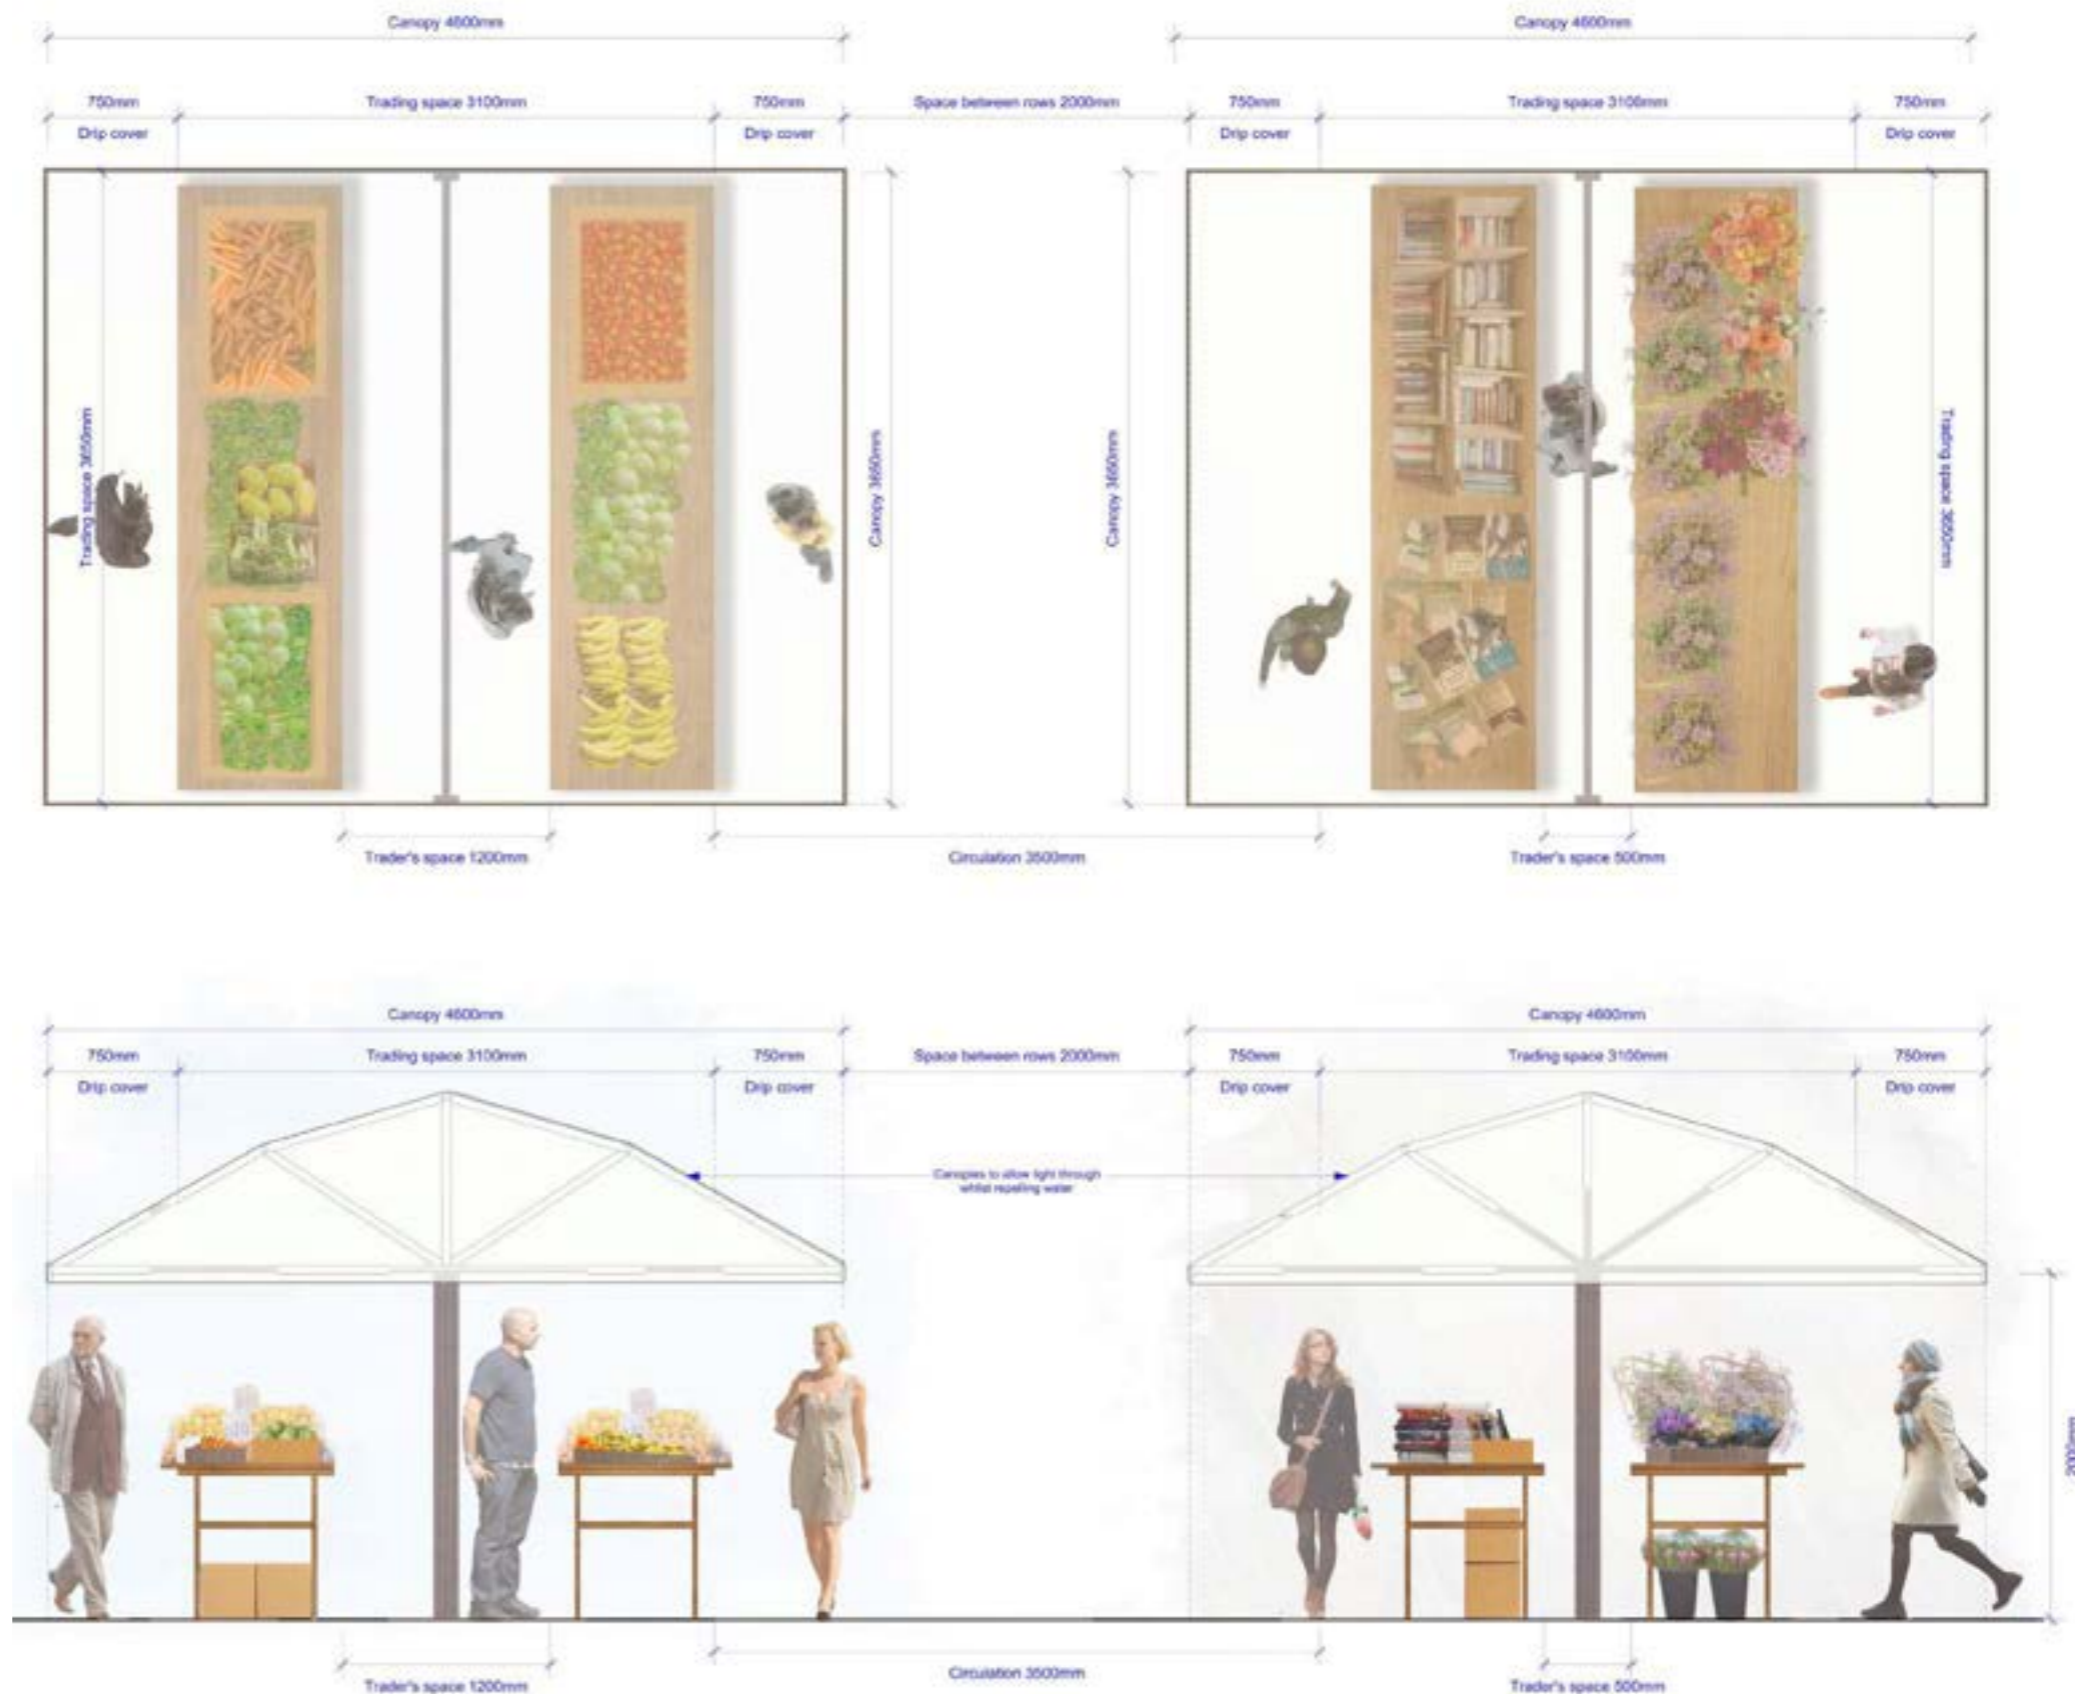 Canopy 4600mm
Canopy 4600mm
750mm
Trading space 3100mm
750mm
Space between rows 2000mm
750mm
Trading space 3100mm
750mm
Drip cover
Drip cover
Drip cover
Drip cover
Trading space 3650mm
Canopy 3650mm
Canopy 3650mm
Trading space 3650mm
Trader's space 1200mm
Circulation 3500mm
Trader's space 500mm
Canopy 4600mm
Canopy 4600mm
750mm
Trading space 3100mm
750mm
Space between rows 2000mm
750mm
Trading space 3100mm
750mm
Drip cover
Drip cover
Drip cover
Drip cover
Canopies to allow light through
whilst repelling water
2000mm
Trader's space 1200mm
Circulation 3500mm
Trader's space 500mm